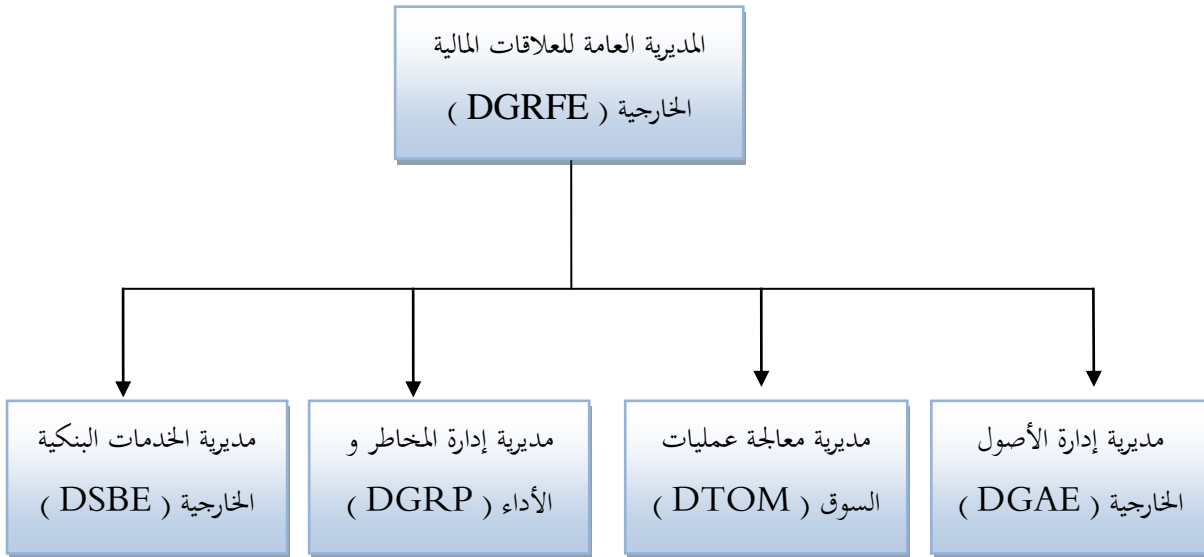 المديرية العامة للعلاقات المالية
الخارجية ( DGRFE )
مديرية إدارة الأصول
الخارجية ( DGAE )
مديرية معالجة عمليات
السوق ( DTOM )
مديرية إدارة المخاطر و
الأداء ( DGRP )
مديرية الخدمات البنكية
الخارجية ( DSBE )